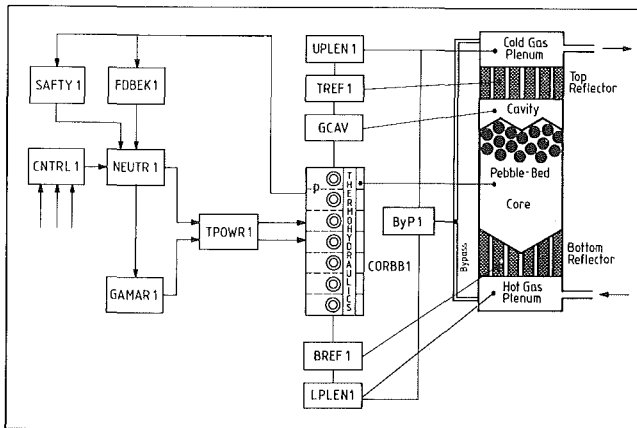 UPLEN 1
Cold Gas
Plenum
SAFTY 1
FDBEK 1
TREF 1
Top
Reflector
GCAV
Cavity
CNTRL 1
NEUTR 1
p
THERMOHYDRAULICS
Pebble-Bed
Core
TPOWR 1
ByP 1
Bypass
CORBB1
Bottom
Reflector
GAMAR 1
Hot Gas
Plenum
BREF 1
LPLEN1